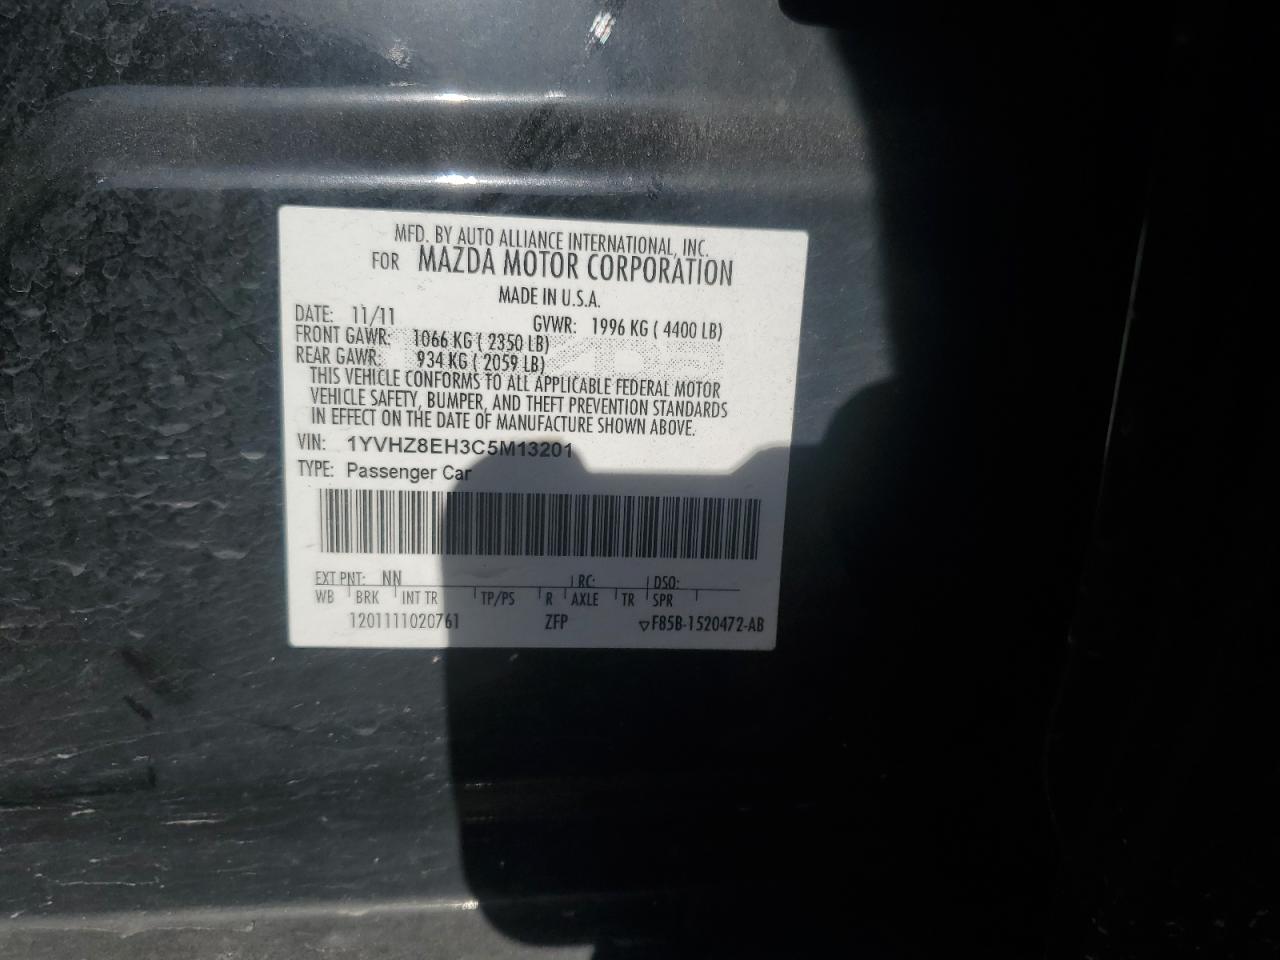 MFD. BY AUTO ALLIANCE INTERNATIONAL, INC.
FOR MAZDA MOTOR CORPORATION
MADE IN U.S.A.
DATE: 11/11 GVWR: 1996 KG ( 4400 LB)
FRONT GAWR: 1066 KG ( 2350 LB)
REAR GAWR: 934 KG ( 2059 LB)
THIS VEHICLE CONFORMS TO ALL APPLICABLE FEDERAL MOTOR
VEHICLE SAFETY, BUMPER, AND THEFT PREVENTION STANDARDS
IN EFFECT ON THE DATE OF MANUFACTURE SHOWN ABOVE.
VIN: 1YVHZ8EH3C5M13201
TYPE: Passenger Car
EXT PNT: NN RC: DSO:
WB BRK INT TR TP/PS R AXLE TR SPR
1201111020761 ZFP ▽F85B-1520472-AB